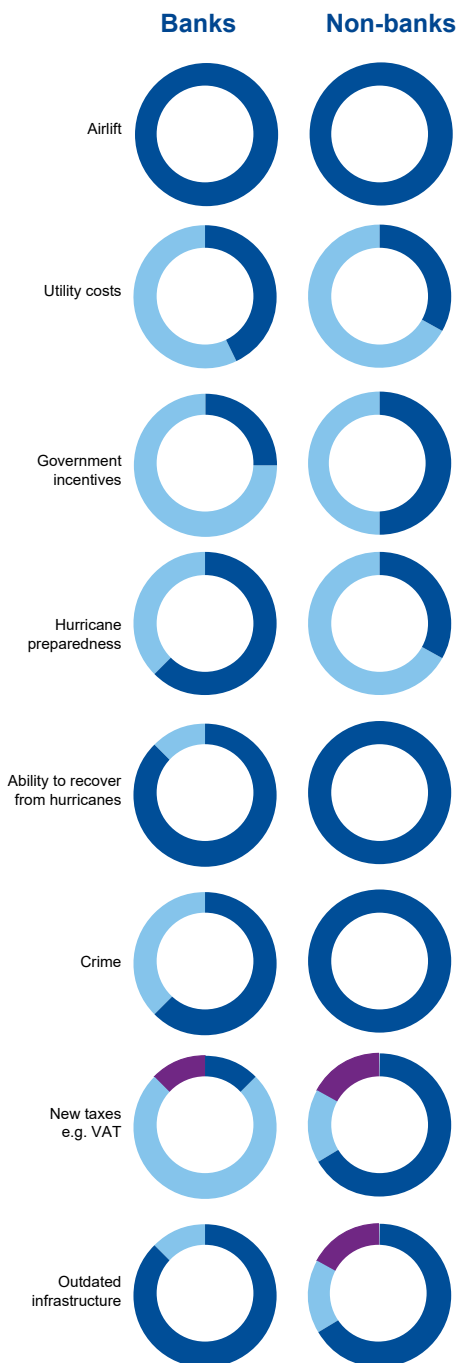 Banks
Non-banks
Airlift
Utility costs
Government
incentives
Hurricane
preparedness
Ability to recover
from hurricanes
Crime
New taxes
e.g. VAT
Outdated
infrastructure